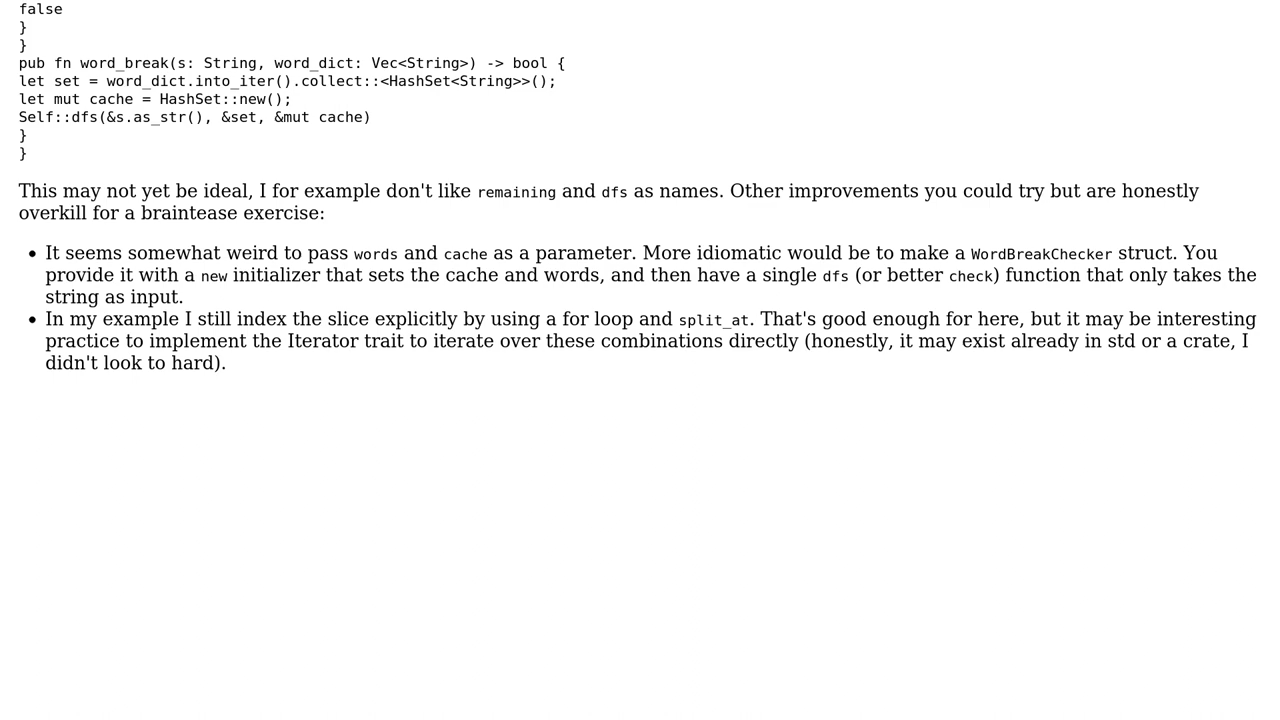 false
}
}
pub fn word_break(s: String, word_dict: Vec<String>) -> bool {
let set = word_dict.into_iter().collect::<HashSet<String>>();
let mut cache = HashSet::new();
Self::dfs(&s.as_str(), &set, &mut cache)
}
}
This may not yet be ideal, I for example don't like remaining and dfs as names. Other improvements you could try but are honestly
overkill for a braintease exercise:
• It seems somewhat weird to pass words and cache as a parameter. More idiomatic would be to make a WordBreakChecker struct. You
provide it with a new initializer that sets the cache and words, and then have a single dfs (or better check) function that only takes the
string as input.
• In my example I still index the slice explicitly by using a for loop and split_at. That's good enough for here, but it may be interesting
practice to implement the Iterator trait to iterate over these combinations directly (honestly, it may exist already in std or a crate, I
didn't look to hard).